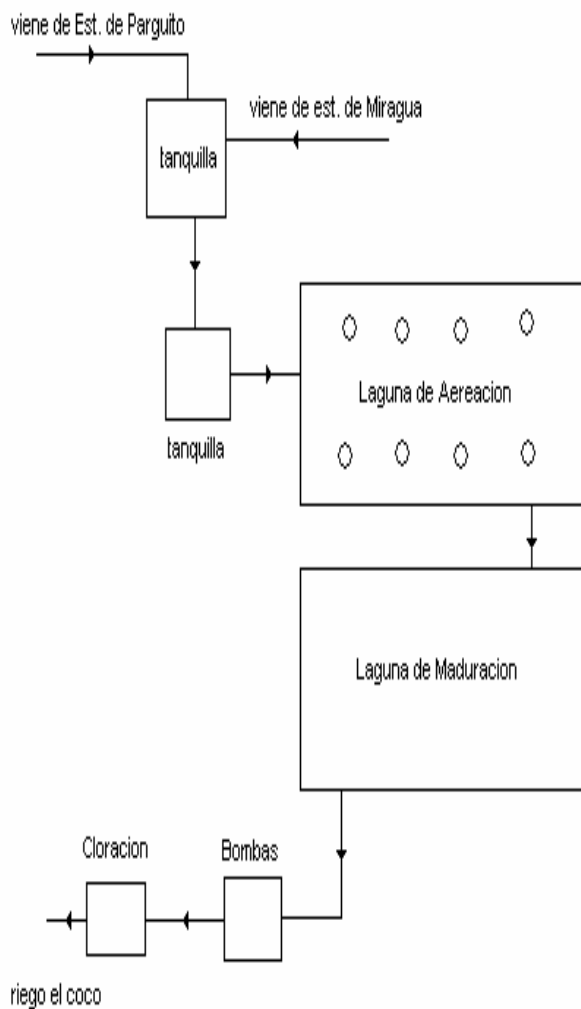 viene de Est. de Parguito
viene de est. de Miragua
tanquilla
tanquilla
Laguna de Aereacion
Laguna de Maduracion
Cloracion
Bombas
riego el coco